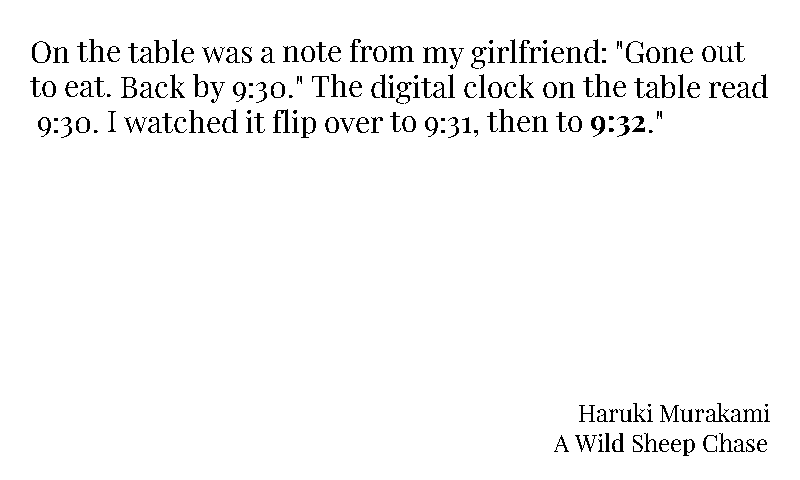 On the table was a note from my girlfriend: "Gone out
to eat. Back by 9:30." The digital clock on the table read
9:30. I watched it flip over to 9:31, then to 9:32."
Haruki Murakami
A Wild Sheep Chase